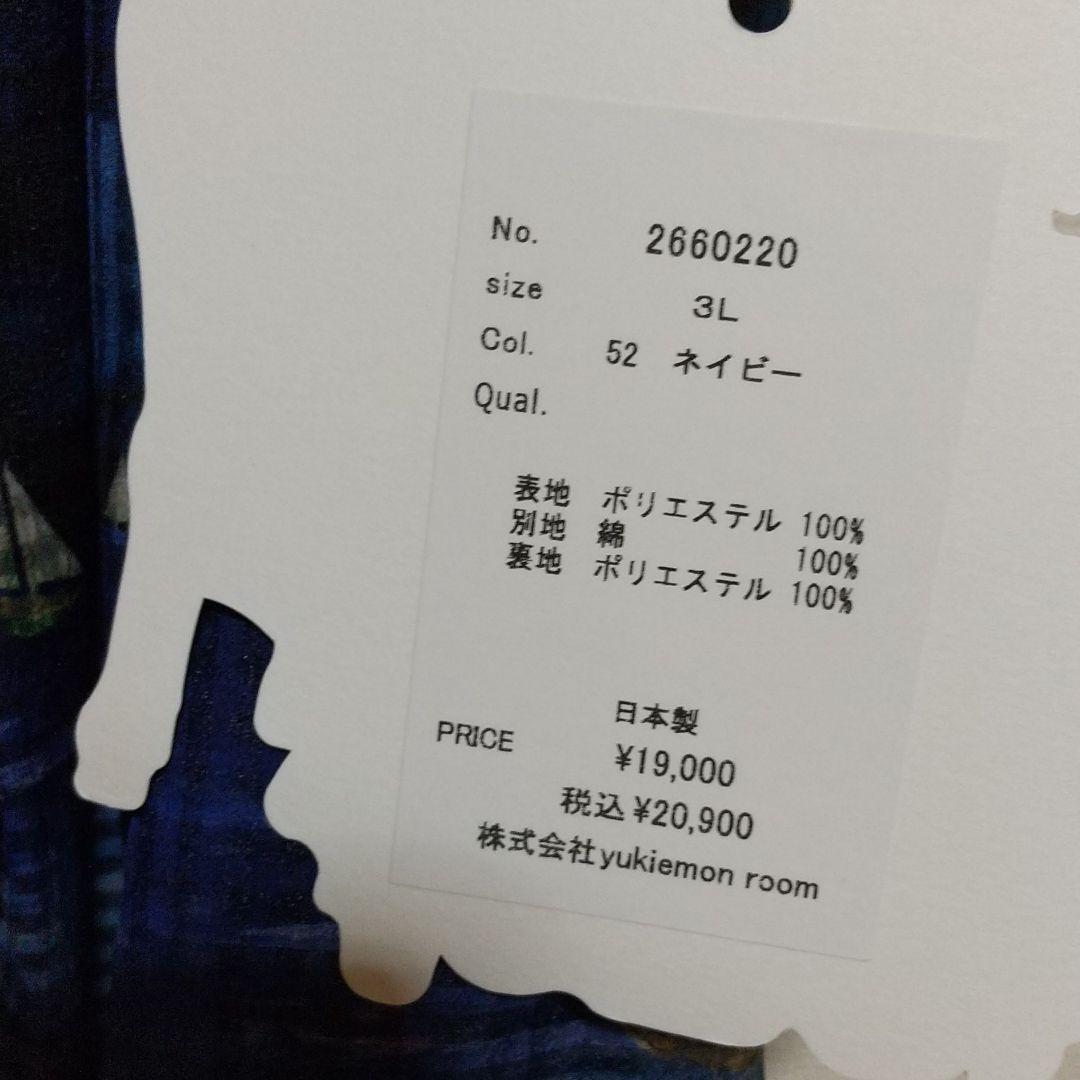 No. 2660220
size 3L
Col. 52 ネイビー
Qual.
表地 ポリエステル 100%
別地 綿 100%
裏地 ポリエステル 100%
日本製
PRICE ¥19,000
税込 ¥20,900
株式会社yukiemon room